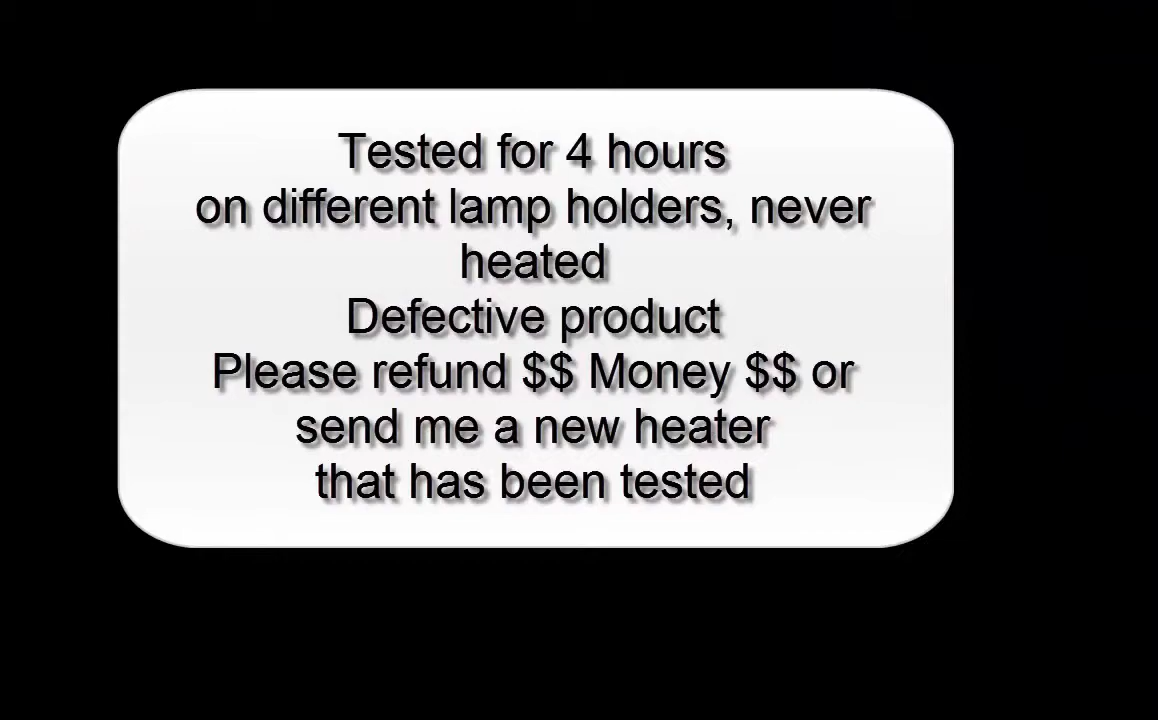 Tested for 4 hours
on different lamp holders, never
heated
Defective product
Please refund $$ Money $$ or
send me a new heater
that has been tested